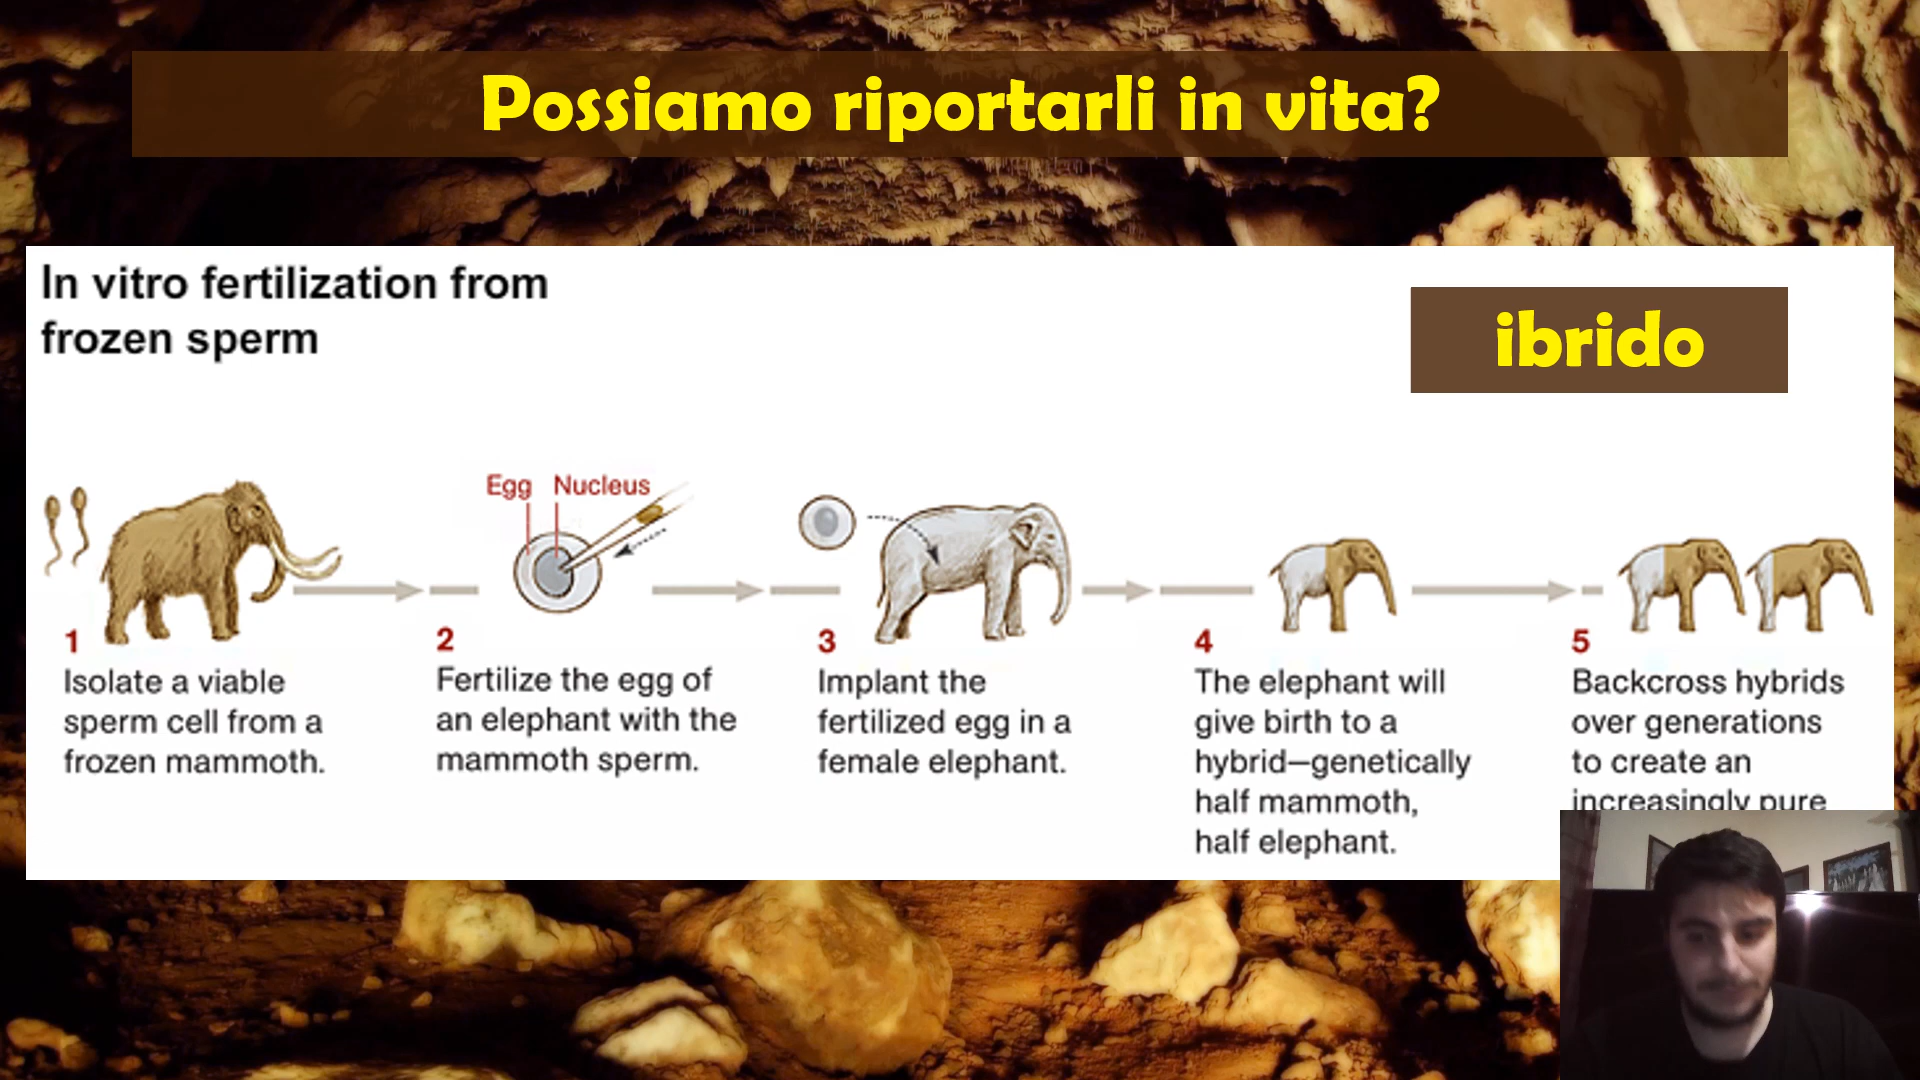 Possiamo riportarli in vita?
In vitro fertilization from
frozen sperm
ibrido
Egg Nucleus
1
Isolate a viable
sperm cell from a
frozen mammoth.
2
Fertilize the egg of
an elephant with the
mammoth sperm.
3
Implant the
fertilized egg in a
female elephant.
4
The elephant will
give birth to a
hybrid—genetically
half mammoth,
half elephant.
5
Backcross hybrids
over generations
to create an
increasingly pure